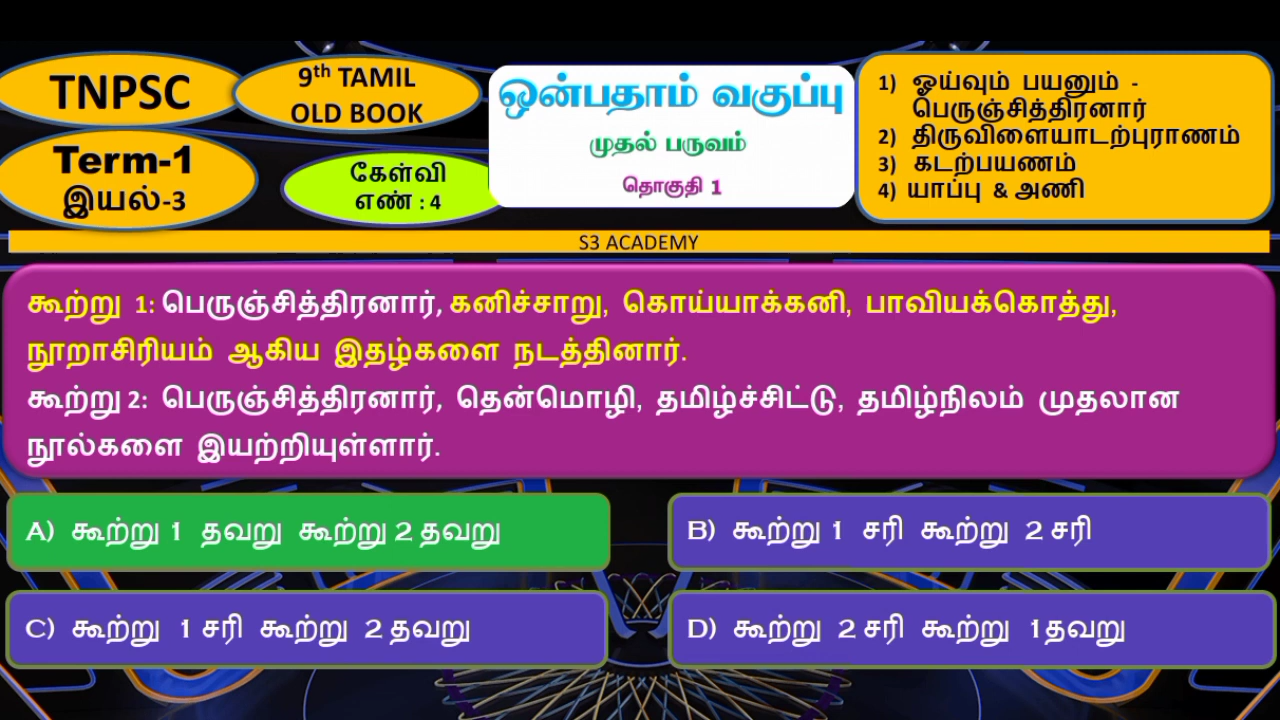 TNPSC
9th TAMIL
OLD BOOK
Term-1
இயல்-3
கேள்வி
எண் : 4
ஒன்பதாம் வகுப்பு
முதல் பருவம்
தொகுதி 1
1) ஓய்வும் பயனும் -
பெருஞ்சித்திரனார்
2) திருவிளையாடற்புராணம்
3) கடற்பயணம்
4) யாப்பு & அணி
S3 ACADEMY
கூற்று 1: பெருஞ்சித்திரனார், கனிச்சாறு, கொய்யாக்கனி, பாவியக்கொத்து,
நூறாசிரியம் ஆகிய இதழ்களை நடத்தினார்.
கூற்று 2: பெருஞ்சித்திரனார், தென்மொழி, தமிழ்ச்சிட்டு, தமிழ்நிலம் முதலான
நூல்களை இயற்றியுள்ளார்.
A) கூற்று 1 தவறு கூற்று 2 தவறு
B) கூற்று 1 சரி கூற்று 2 சரி
C) கூற்று 1 சரி கூற்று 2 தவறு
D) கூற்று 2 சரி கூற்று 1தவறு